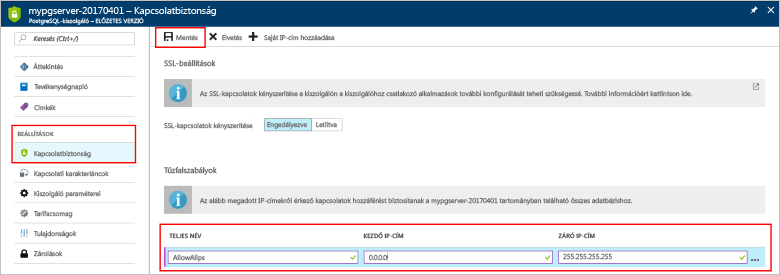 mypgserver-20170401 – Kapcsolatbiztonság
PostgreSQL-kiszolgáló – ELŐZETES VERZIÓ
Keresés (Ctrl+/)
Áttekintés
Tevékenységnapló
Címkék
BEÁLLÍTÁSOK
Kapcsolatbiztonság
Kapcsolati karakterláncok
Kiszolgáló paraméterei
Tarifacsomag
Tulajdonságok
Zárolások
Mentés Elvetés Saját IP-cím hozzáadása
SSL-beállítások
Az SSL-kapcsolatok kényszerítése a kiszolgálón a kiszolgálóhoz csatlakozó alkalmazások további konfigurálását teheti szükségessé. További információért kattintson ide.
SSL-kapcsolatok kényszerítése Engedélyezve Letiltva
Tűzfalszabályok
Az alább megadott IP-címekről érkező kapcsolatok hozzáférést biztosítanak a mypgserver-20170401 tartományban található összes adatbázishoz.
TELJES NÉV KEZDŐ IP-CÍM ZÁRÓ IP-CÍM
AllowAllps 0.0.0.0 255.255.255.255 ...